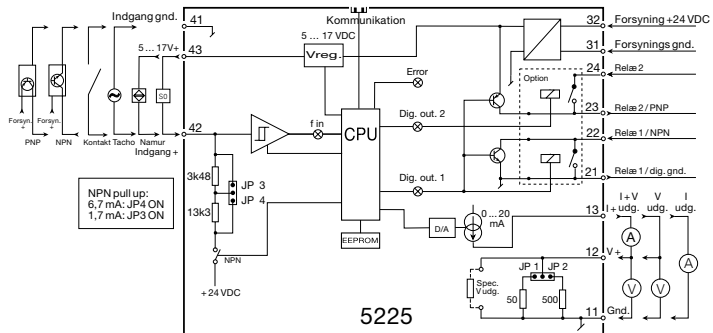 Indgang gnd.
41
Kommunikation
32
Forsyning +24 VDC
5 ... 17V+
43
5 ... 17 VDC
Vreg.
31
Forsynings gnd.
24
Relæ 2
Option
Error
S0
Forsyn. +
Forsyn. +
PNP
NPN
Kontakt
Tacho
Namur
Indgang +
42
f in
CPU
Dig. out. 2
23
Relæ 2 / PNP
22
Relæ 1 / NPN
Dig. out. 1
21
Relæ 1 / dig. gnd.
3k48
JP 3
JP 4
13k3
NPN pull up:
6,7 mA: JP4 ON
1,7 mA: JP3 ON
NPN
+24 VDC
EEPROM
D/A
0 ... 20 mA
13
I +
I + V udg.
V udg.
I udg.
A
A
V
V
12
V +
Spec. V udg.
JP 1
JP 2
50
500
11
Gnd.
5225